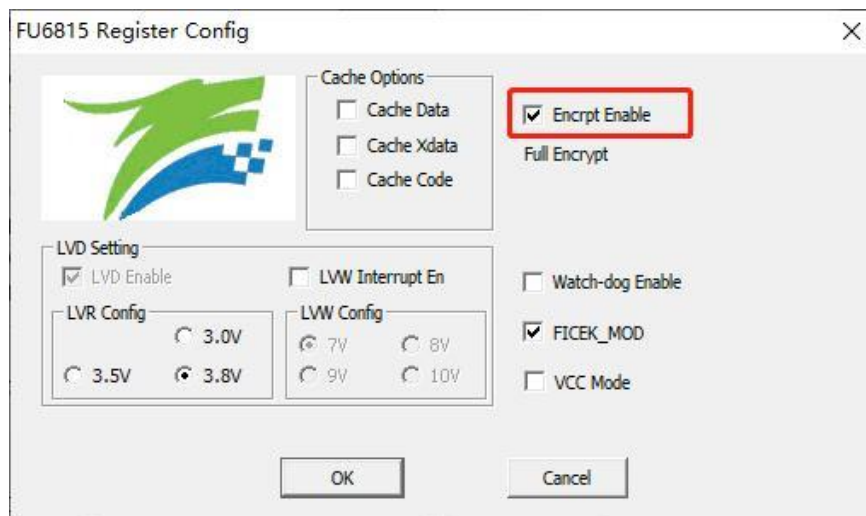 FU6815 Register Config
Cache Options
Cache Data
Cache Xdata
Cache Code
Encrpt Enable
Full Encrypt
LVD Setting
LVD Enable
LVW Interrupt En
LVR Config
3.0V
3.5V
3.8V
LVW Config
7V
8V
9V
10V
Watch-dog Enable
FICEK_MOD
VCC Mode
OK
Cancel